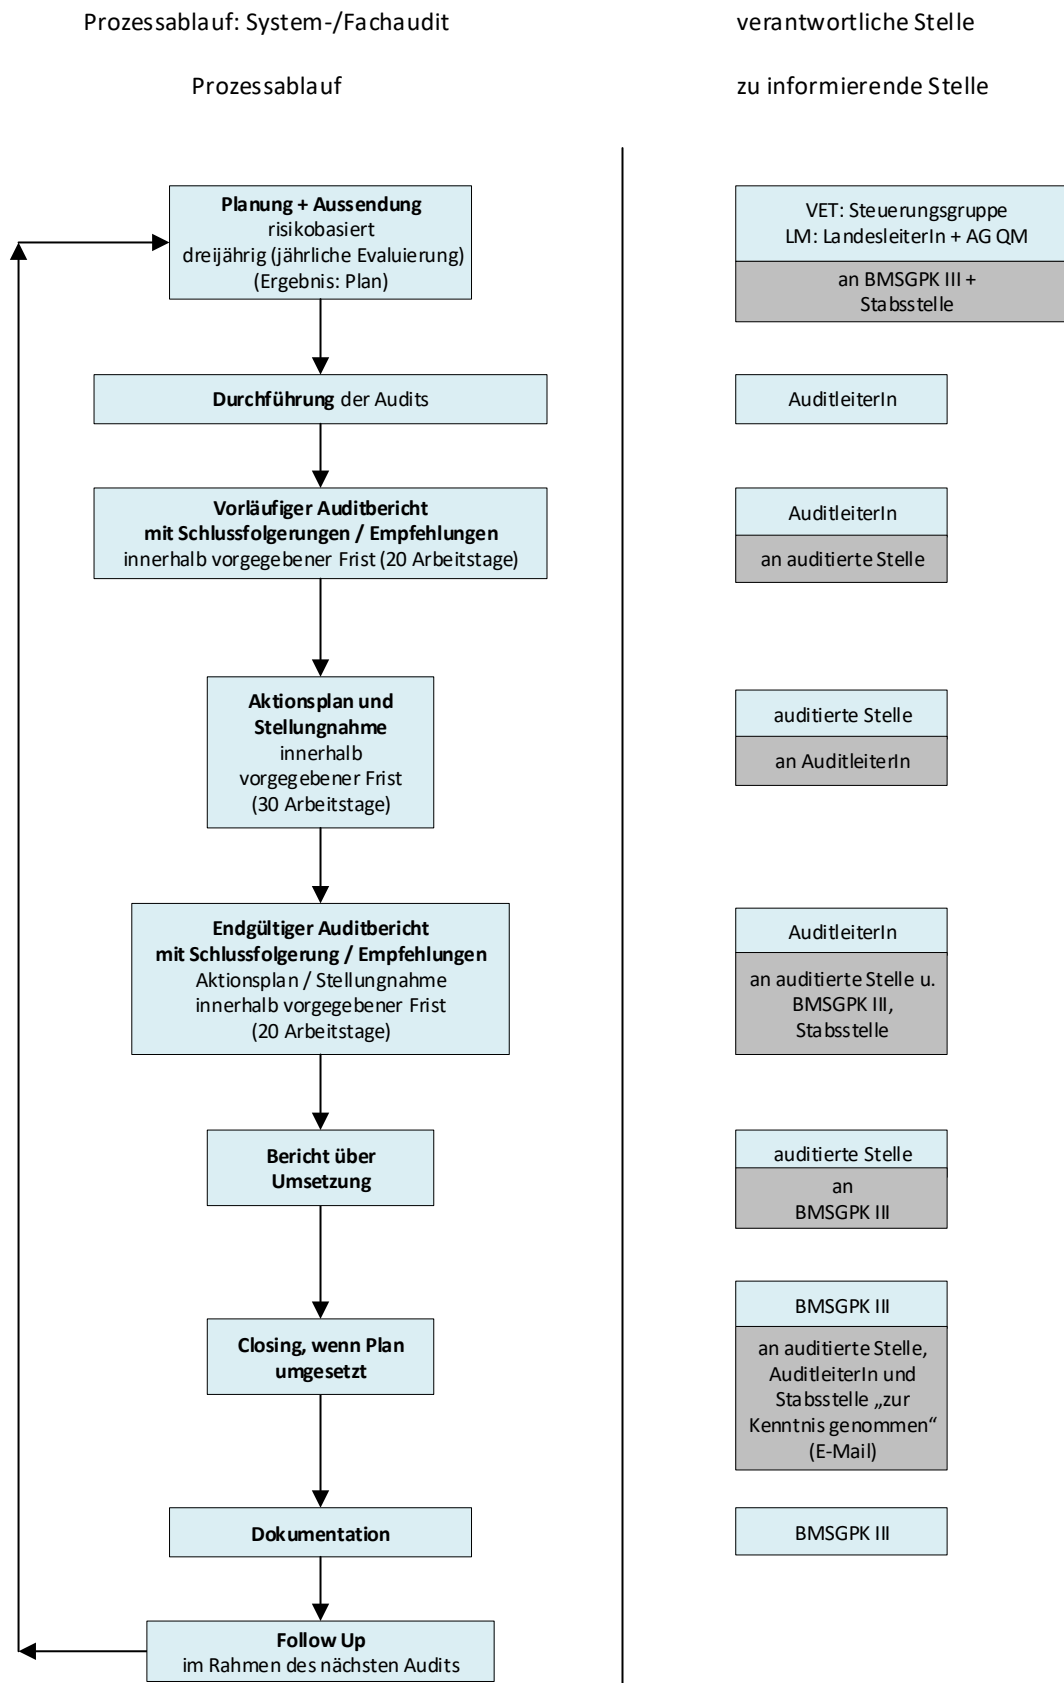 Prozessablauf: System-/Fachaudit
verantwortliche Stelle
Prozessablauf
zu informierende Stelle
Planung + Aussendung
risikobasiert
dreijährig (jährliche Evaluierung)
(Ergebnis: Plan)
VET: Steuerungsgruppe
LM: LandesleiterIn + AG QM
an BMSGPK III +
Stabsstelle
Durchführung der Audits
AuditleiterIn
Vorläufiger Auditbericht
mit Schlussfolgerungen / Empfehlungen
innerhalb vorgegebener Frist (20 Arbeitstage)
AuditleiterIn
an auditierte Stelle
Aktionsplan und
Stellungnahme
innerhalb
vorgegebener Frist
(30 Arbeitstage)
auditierte Stelle
an AuditleiterIn
Endgültiger Auditbericht
mit Schlussfolgerung / Empfehlungen
Aktionsplan / Stellungnahme
innerhalb vorgegebener Frist
(20 Arbeitstage)
AuditleiterIn
an auditierte Stelle u.
BMSGPK III,
Stabsstelle
Bericht über
Umsetzung
auditierte Stelle
an
BMSGPK III
Closing, wenn Plan
umgesetzt
BMSGPK III
an auditierte Stelle,
AuditleiterIn und
Stabsstelle „zur
Kenntnis genommen“
(E-Mail)
Dokumentation
BMSGPK III
Follow Up
im Rahmen des nächsten Audits